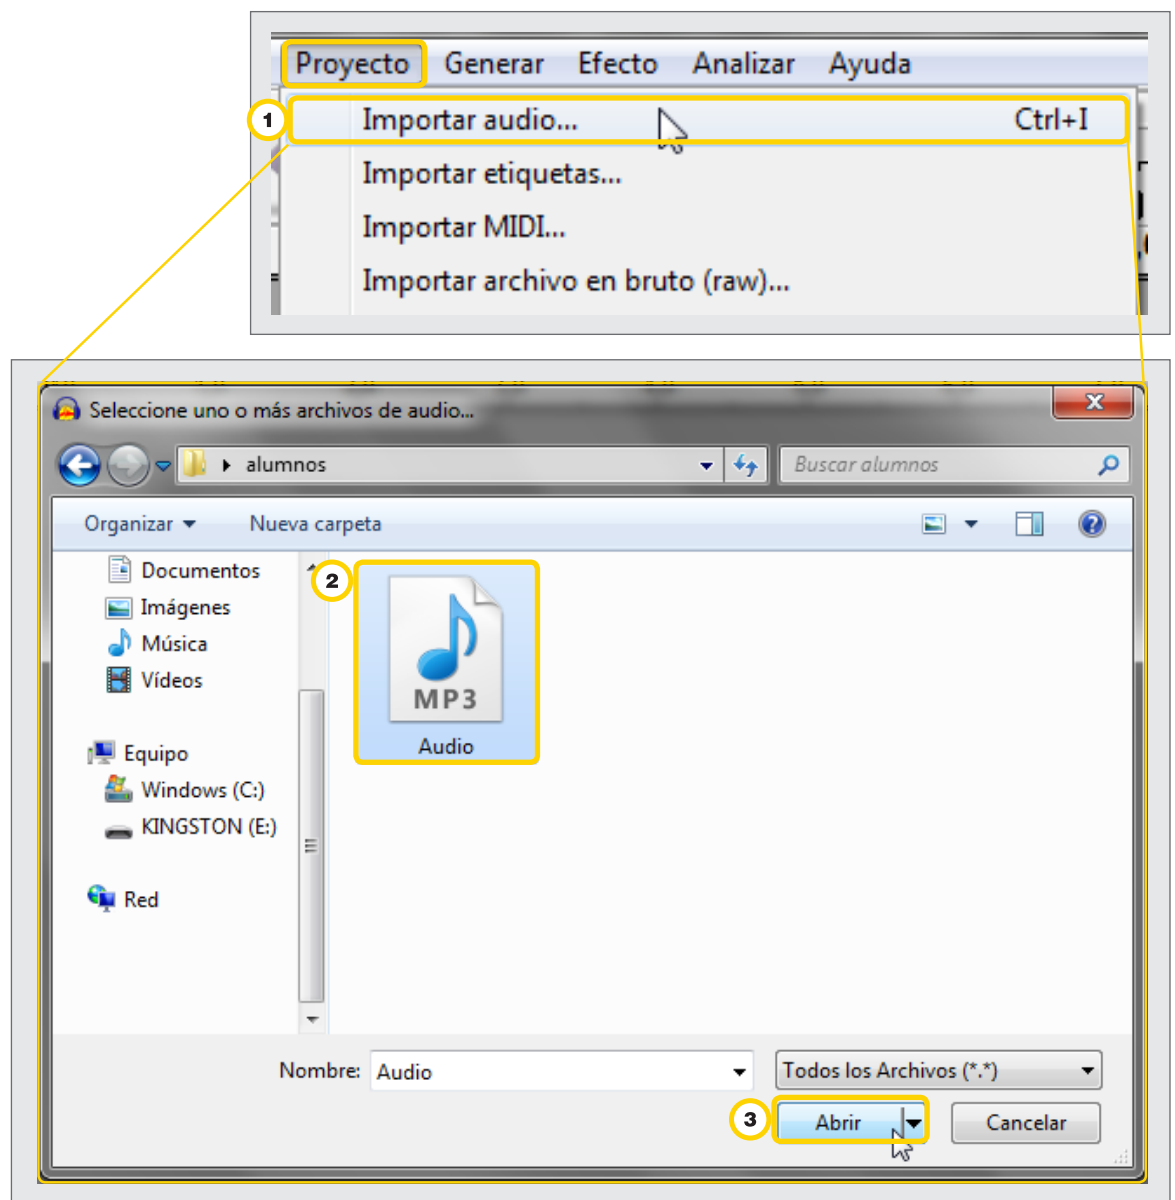 Proyecto Generar Efecto Analizar Ayuda
1 Importar audio... Ctrl+I
Importar etiquetas...
Importar MIDI...
Importar archivo en bruto (raw)...
Seleccione uno o más archivos de audio...
alumnos Buscar alumnos
Organizar Nueva carpeta
Documentos
2
Imágenes
Música
Vídeos
MP3
Audio
Equipo
Windows (C:)
KINGSTON (E:)
Red
Nombre: Audio Todos los Archivos (*.*)
3 Abrir Cancelar